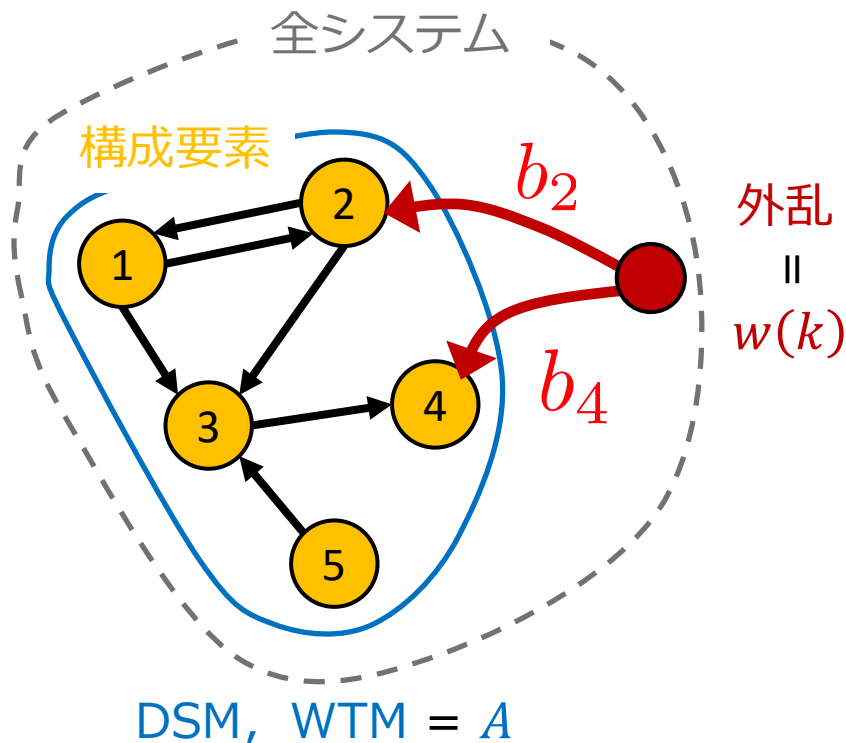 全システム
構成要素
2
1
3
4
5
b₂
b₄
外乱
=
w(k)
DSM, WTM = A